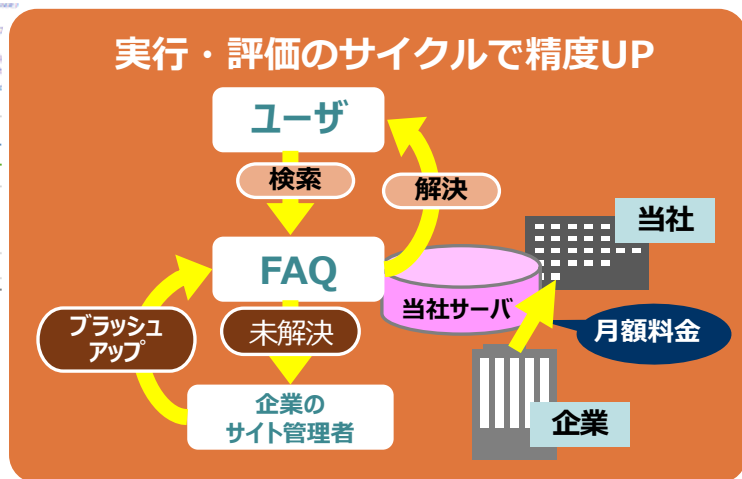 実行・評価のサイクルで精度UP
ユーザ
検索
解決
当社
FAQ
当社サーバ
月額料金
ブラッシュ
アップ
未解決
企業の
サイト管理者
企業